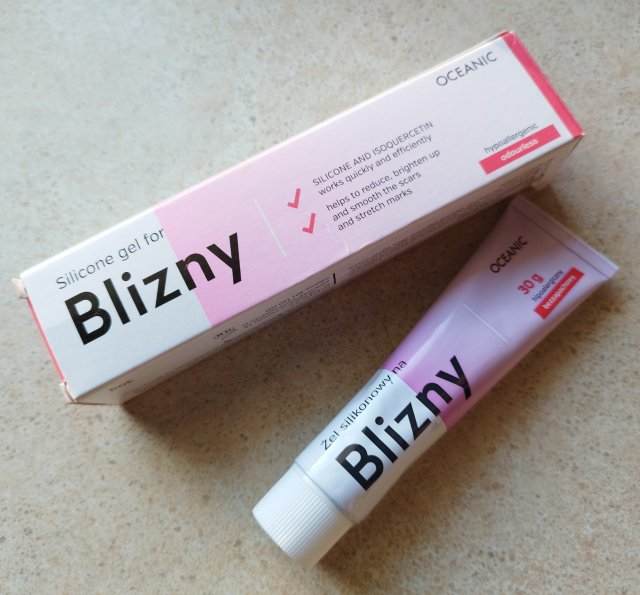 OCEANIC
SILICONE AND ISOQUERCETIN
works quickly and efficiently
helps to reduce, brighten up
and smooth the scars
and stretch marks
hypoallergenic
odourless
Silicone gel for
Blizny
OCEANIC
30 g
hipoalergiczny
bezzapachowy
Żel silikonowy na
Blizny